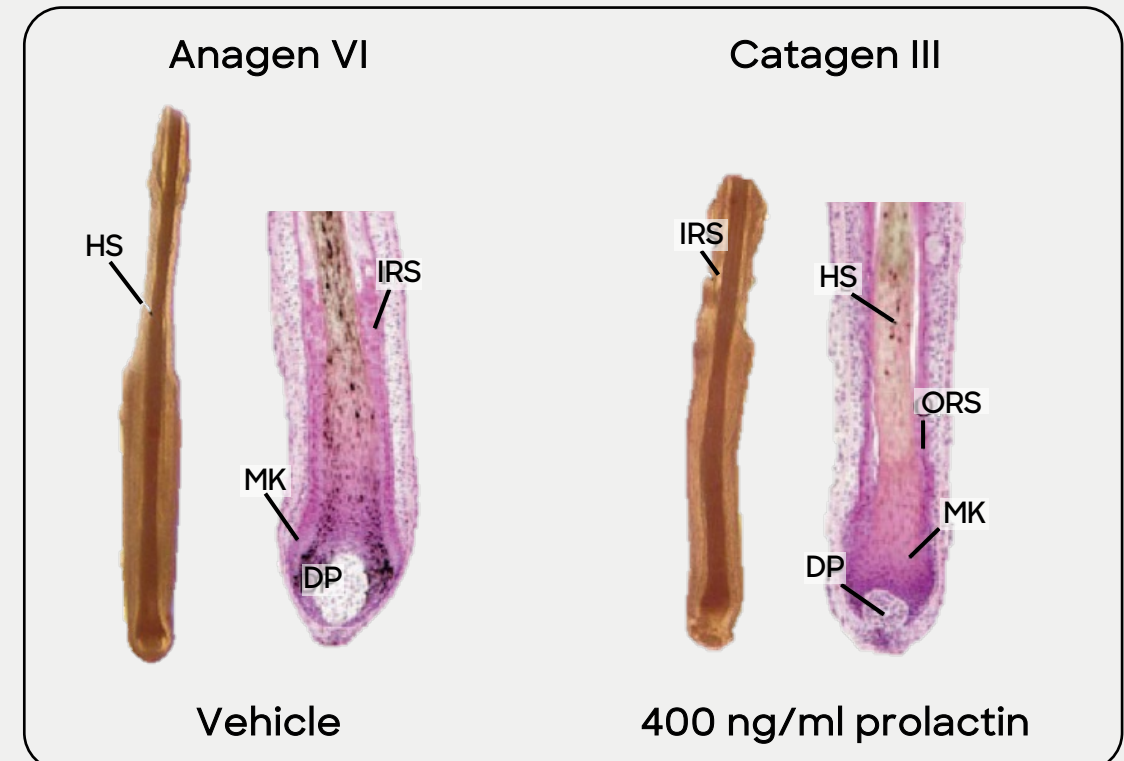 Anagen VI
Catagen III
HS
IRS
MK
DP
IRS
HS
ORS
MK
DP
Vehicle
400 ng/ml prolactin